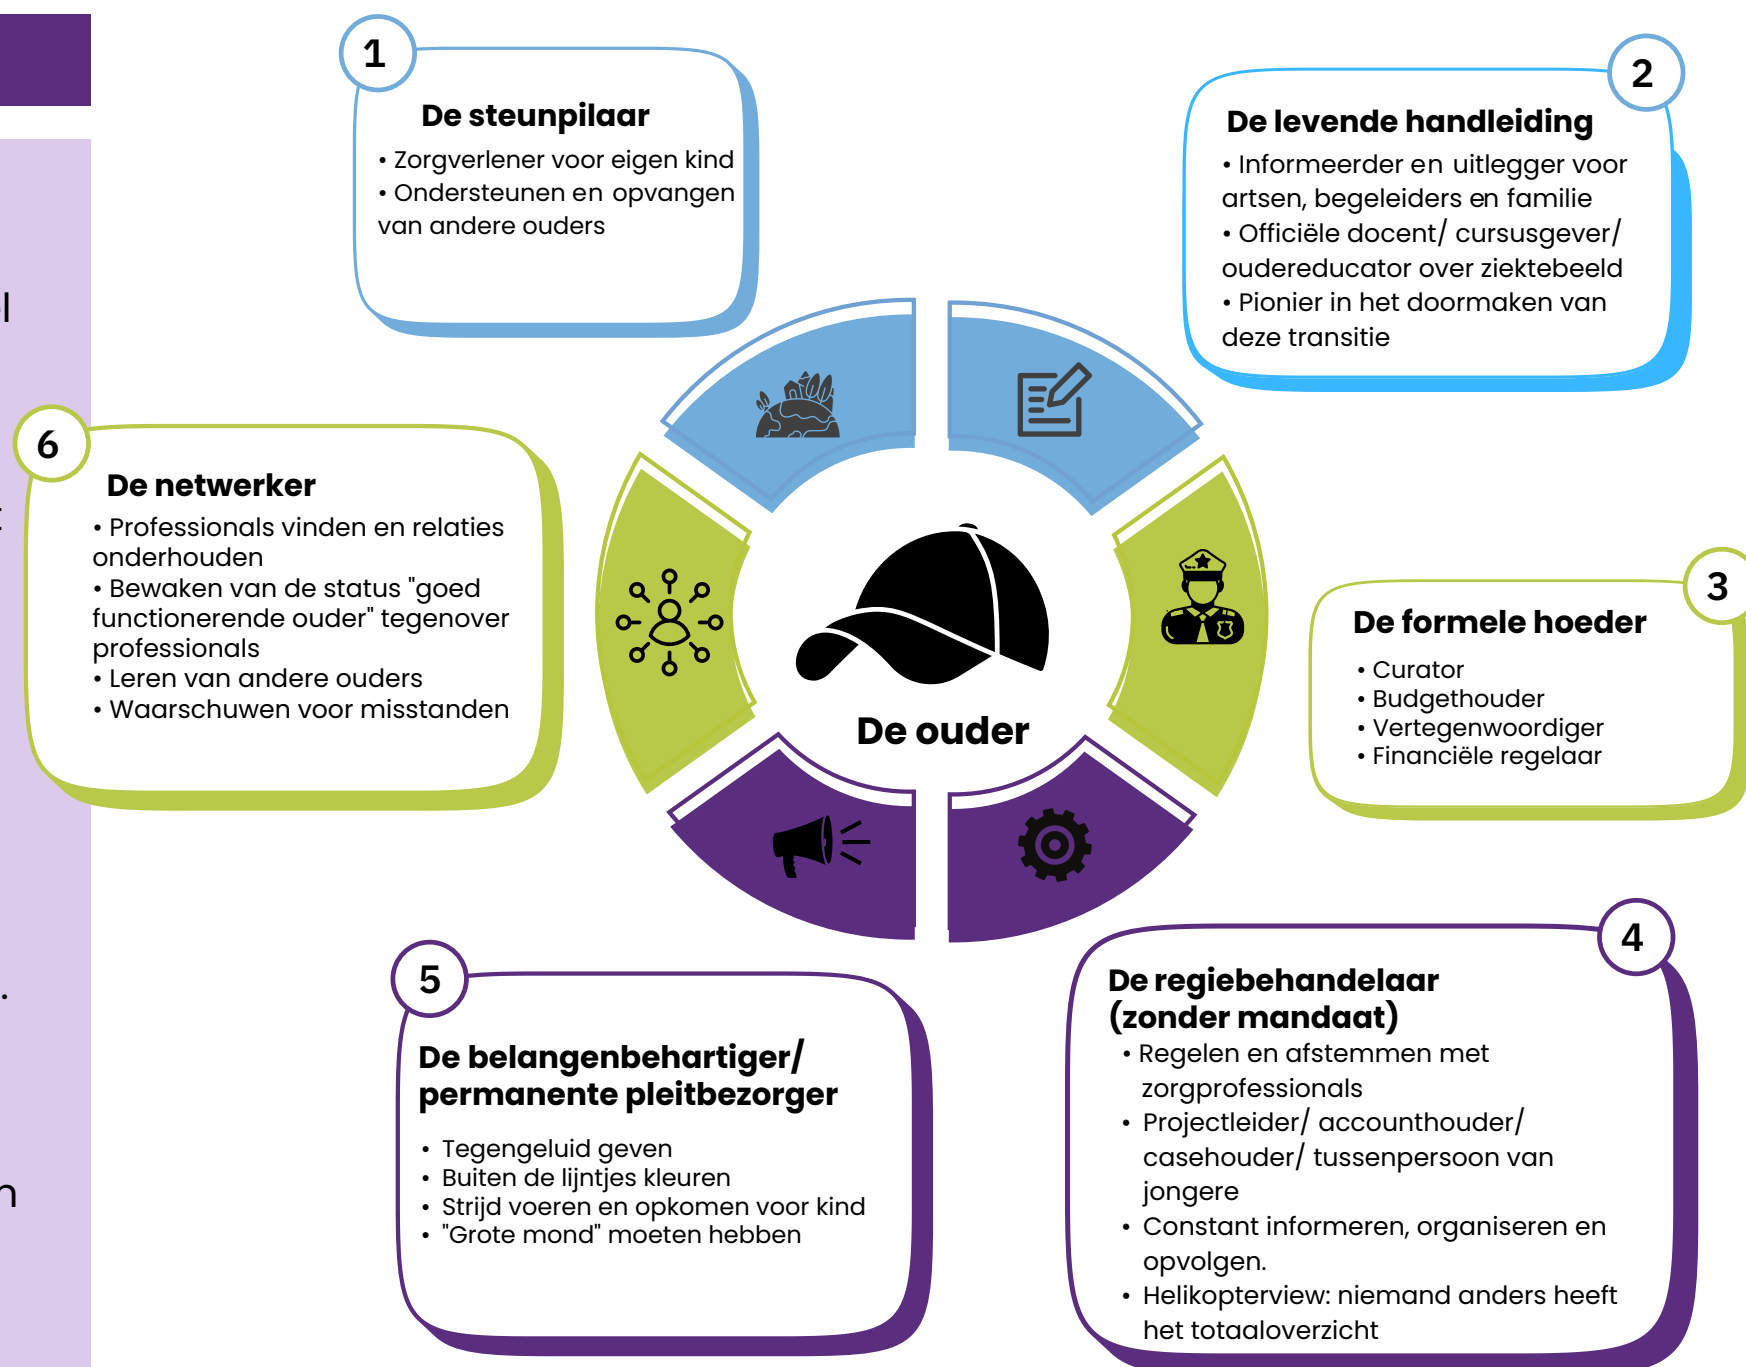 1
De steunpilaar
• Zorgverlener voor eigen kind
• Ondersteunen en opvangen
van andere ouders
2
De levende handleiding
• Informeerder en uitlegger voor
artsen, begeleiders en familie
• Officiële docent/ cursusgever/
oudereducator over ziektebeeld
• Pionier in het doormaken van
deze transitie
3
De formele hoeder
• Curator
• Budgethouder
• Vertegenwoordiger
• Financiële regelaar
4
De regiebehandelaar
(zonder mandaat)
• Regelen en afstemmen met
zorgprofessionals
• Projectleider/ accounthouder/
casehouder/ tussenpersoon van
jongere
• Constant informeren, organiseren en
opvolgen.
• Helikopterview: niemand anders heeft
het totaaloverzicht
5
De belangenbehartiger/
permanente pleitbezorger
• Tegengeluid geven
• Buiten de lijntjes kleuren
• Strijd voeren en opkomen voor kind
• "Grote mond" moeten hebben
6
De netwerker
• Professionals vinden en relaties
onderhouden
• Bewaken van de status "goed
functionerende ouder" tegenover
professionals
• Leren van andere ouders
• Waarschuwen voor misstanden
De ouder